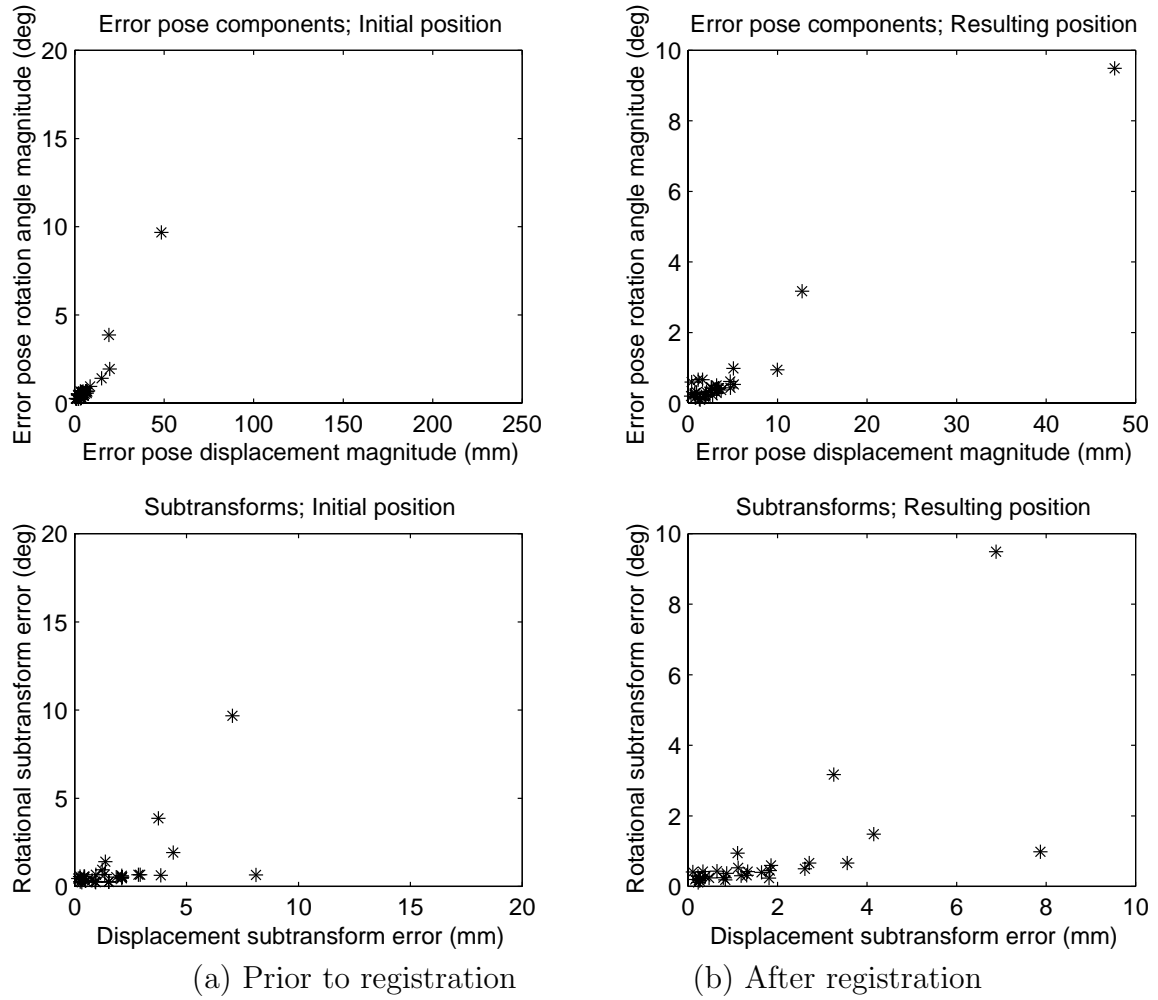 Error pose components; Initial position
Error pose rotation angle magnitude (deg)
20
15
10
5
0
0 50 100 150 200 250
Error pose displacement magnitude (mm)
Error pose components; Resulting position
Error pose rotation angle magnitude (deg)
10
8
6
4
2
0
0 10 20 30 40 50
Error pose displacement magnitude (mm)
Subtransforms; Initial position
Rotational subtransform error (deg)
20
15
10
5
0
0 5 10 15 20
Displacement subtransform error (mm)
Subtransforms; Resulting position
Rotational subtransform error (deg)
10
8
6
4
2
0
0 2 4 6 8 10
Displacement subtransform error (mm)
(a) Prior to registration
(b) After registration